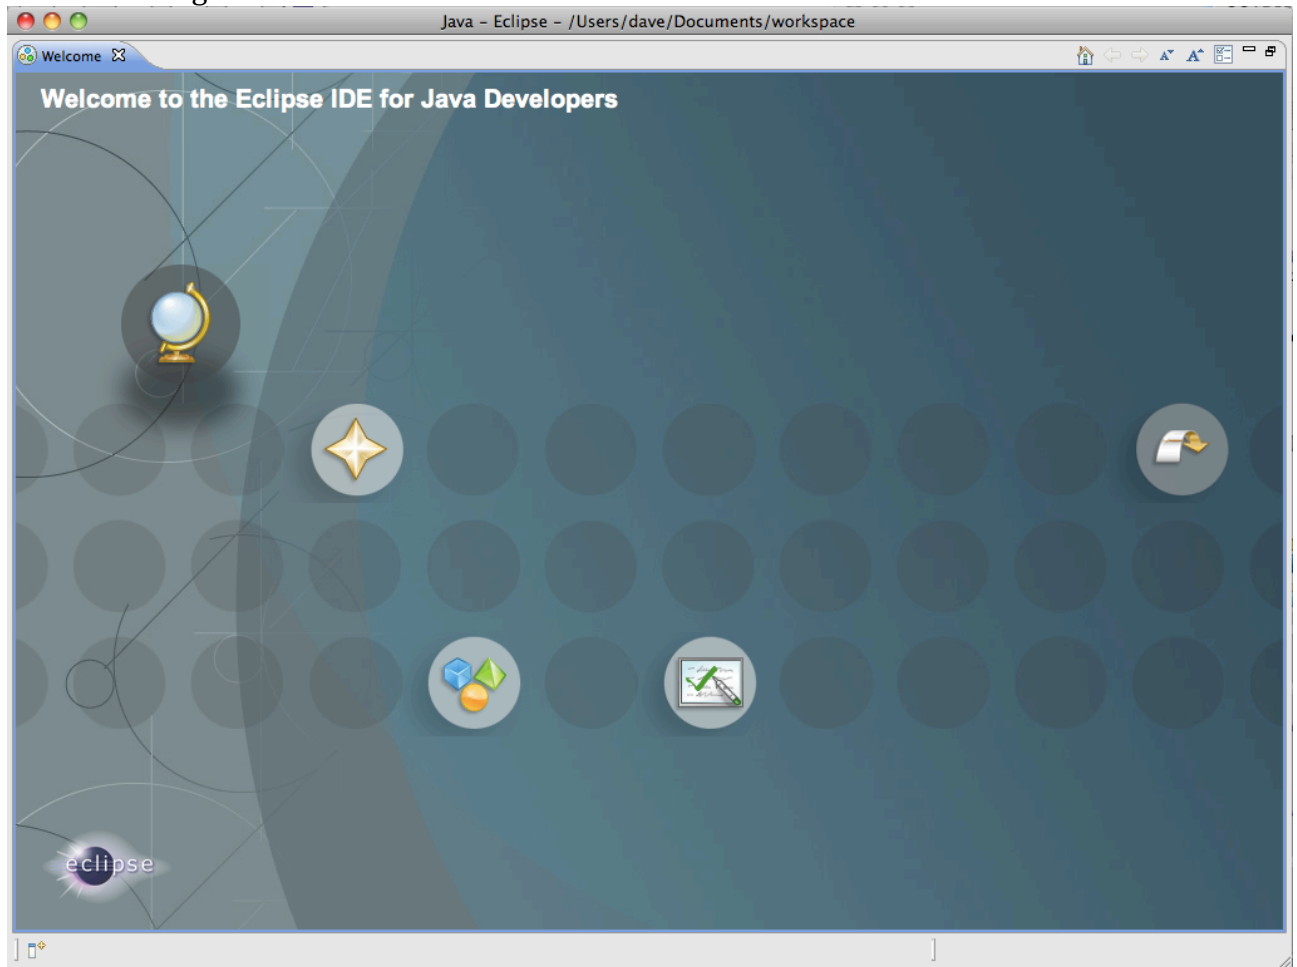 Java – Eclipse – /Users/dave/Documents/workspace
Welcome
Welcome to the Eclipse IDE for Java Developers
eclipse